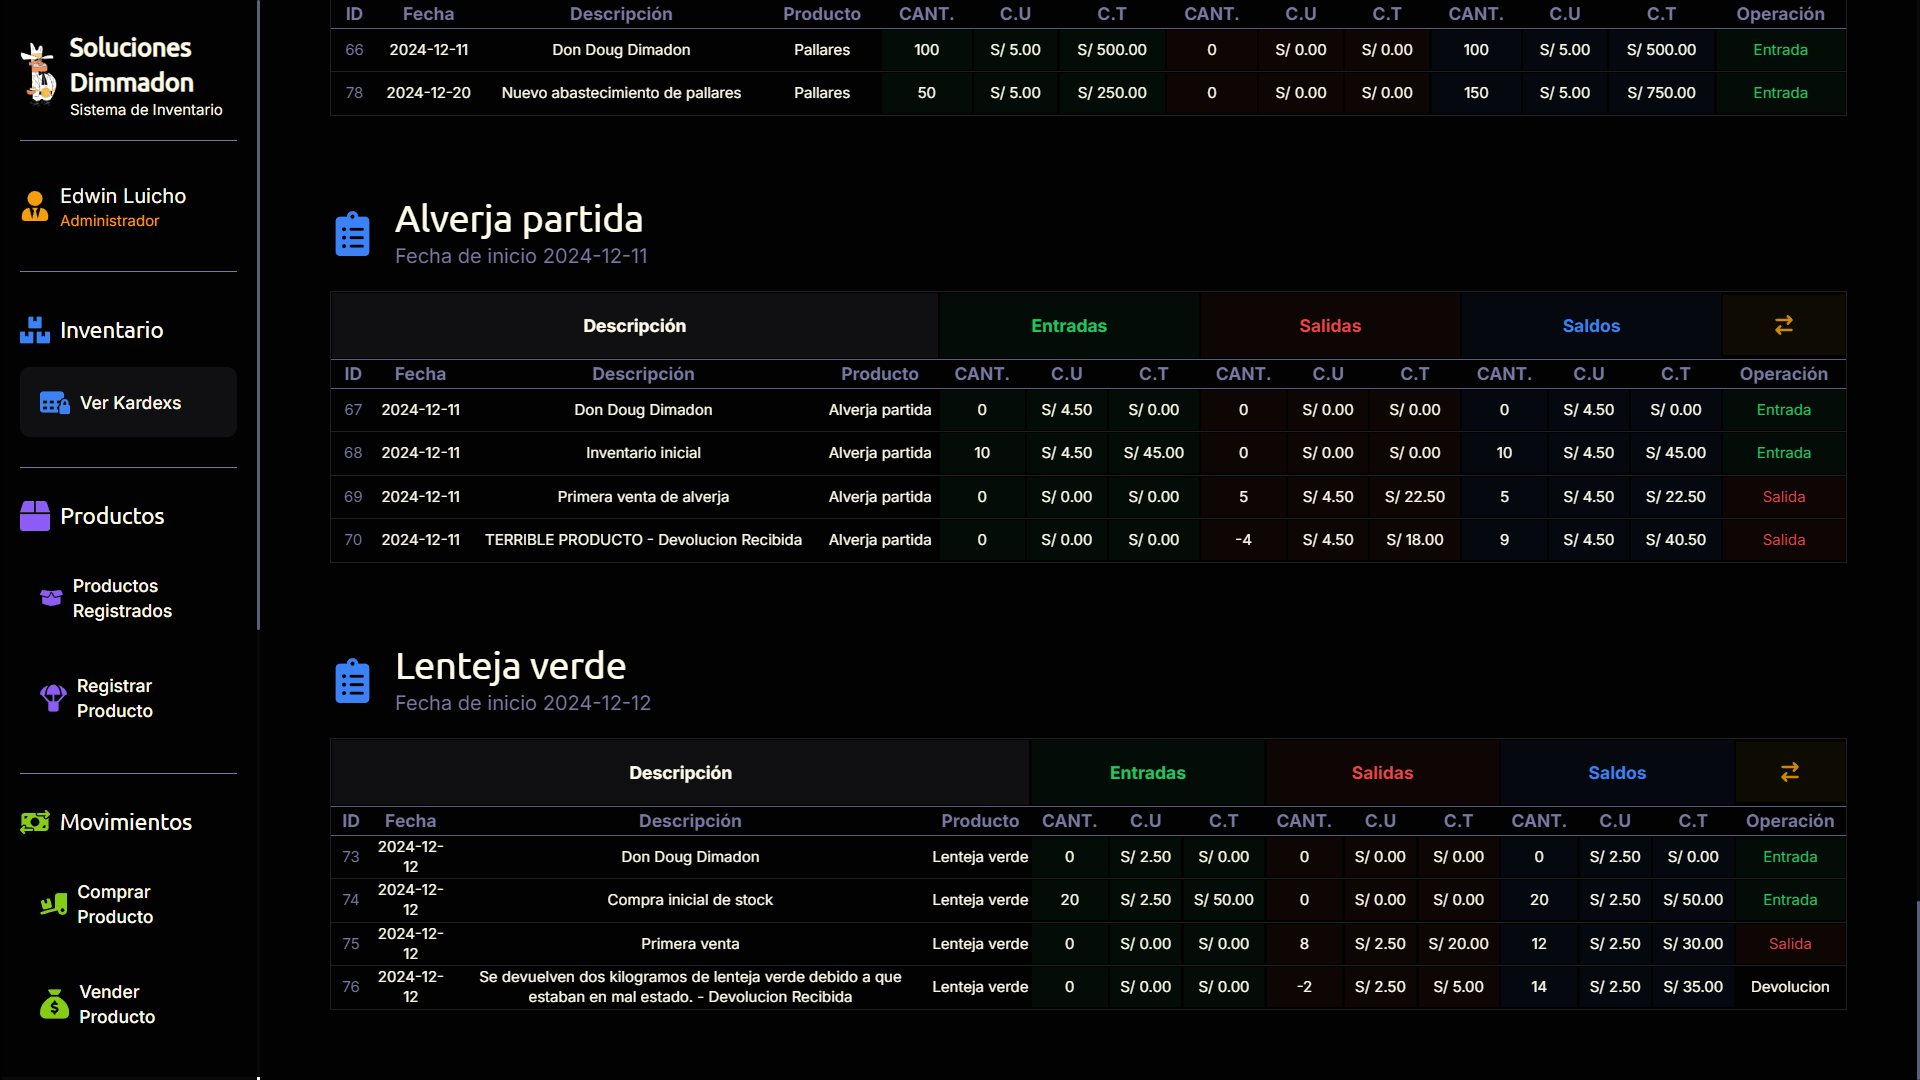 Soluciones
Dimmadon
Sistema de Inventario
Edwin Luicho
Administrador
Inventario
Ver Kardexs
Productos
Productos
Registrados
Registrar
Producto
Movimientos
Comprar
Producto
Vender
Producto
ID Fecha Descripción Producto CANT. C.U C.T CANT. C.U C.T CANT. C.U C.T Operación
66 2024-12-11 Don Doug Dimadon Pallares 100 S/ 5.00 S/ 500.00 0 S/ 0.00 S/ 0.00 100 S/ 5.00 S/ 500.00 Entrada
78 2024-12-20 Nuevo abastecimiento de pallares Pallares 50 S/ 5.00 S/ 250.00 0 S/ 0.00 S/ 0.00 150 S/ 5.00 S/ 750.00 Entrada
Alverja partida
Fecha de inicio 2024-12-11
Descripción Entradas Salidas Saldos
ID Fecha Descripción Producto CANT. C.U C.T CANT. C.U C.T CANT. C.U C.T Operación
67 2024-12-11 Don Doug Dimadon Alverja partida 0 S/ 4.50 S/ 0.00 0 S/ 0.00 S/ 0.00 0 S/ 4.50 S/ 0.00 Entrada
68 2024-12-11 Inventario inicial Alverja partida 10 S/ 4.50 S/ 45.00 0 S/ 0.00 S/ 0.00 10 S/ 4.50 S/ 45.00 Entrada
69 2024-12-11 Primera venta de alverja Alverja partida 0 S/ 0.00 S/ 0.00 5 S/ 4.50 S/ 22.50 5 S/ 4.50 S/ 22.50 Salida
70 2024-12-11 TERRIBLE PRODUCTO - Devolucion Recibida Alverja partida 0 S/ 0.00 S/ 0.00 -4 S/ 4.50 S/ 18.00 9 S/ 4.50 S/ 40.50 Salida
Lenteja verde
Fecha de inicio 2024-12-12
Descripción Entradas Salidas Saldos
ID Fecha Descripción Producto CANT. C.U C.T CANT. C.U C.T CANT. C.U C.T Operación
73 2024-12-12 Don Doug Dimadon Lenteja verde 0 S/ 2.50 S/ 0.00 0 S/ 0.00 S/ 0.00 0 S/ 2.50 S/ 0.00 Entrada
74 2024-12-12 Compra inicial de stock Lenteja verde 20 S/ 2.50 S/ 50.00 0 S/ 0.00 S/ 0.00 20 S/ 2.50 S/ 50.00 Entrada
75 2024-12-12 Primera venta Lenteja verde 0 S/ 0.00 S/ 0.00 8 S/ 2.50 S/ 20.00 12 S/ 2.50 S/ 30.00 Salida
76 2024-12-12 Se devuelven dos kilogramos de lenteja verde debido a que
estaban en mal estado. - Devolucion Recibida Lenteja verde 0 S/ 0.00 S/ 0.00 -2 S/ 2.50 S/ 5.00 14 S/ 2.50 S/ 35.00 Devolucion